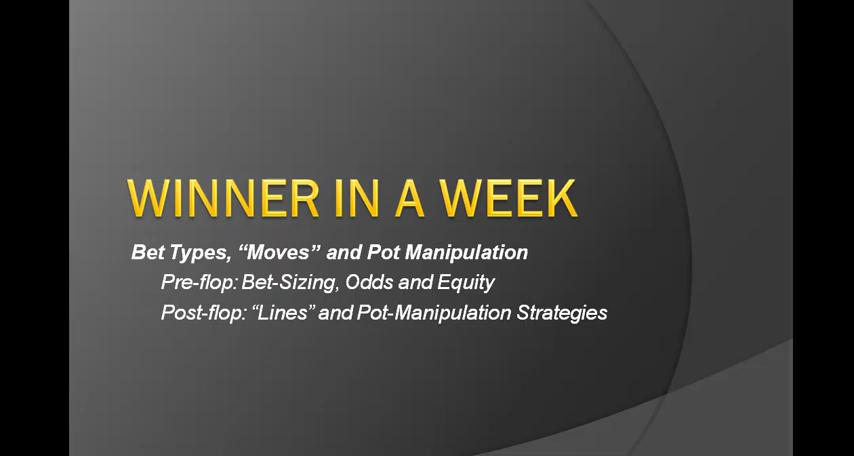 WINNER IN A WEEK
Bet Types, “Moves” and Pot Manipulation
Pre-flop: Bet-Sizing, Odds and Equity
Post-flop: “Lines” and Pot-Manipulation Strategies